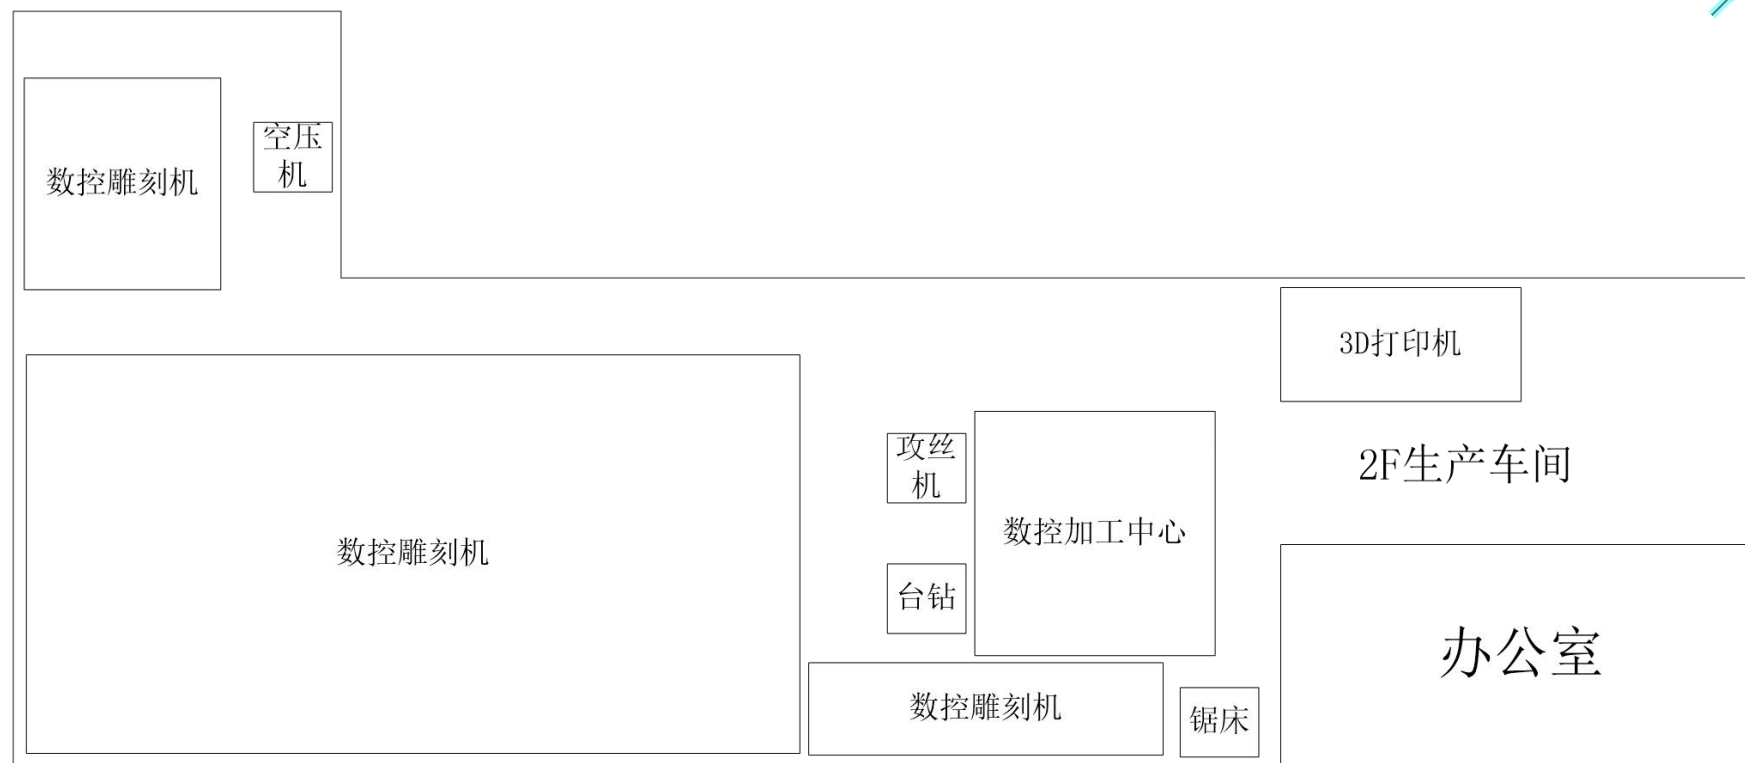 数控雕刻机
空压
机
3D打印机
攻丝
机
2F生产车间
数控加工中心
数控雕刻机
台钻
办公室
数控雕刻机
锯床